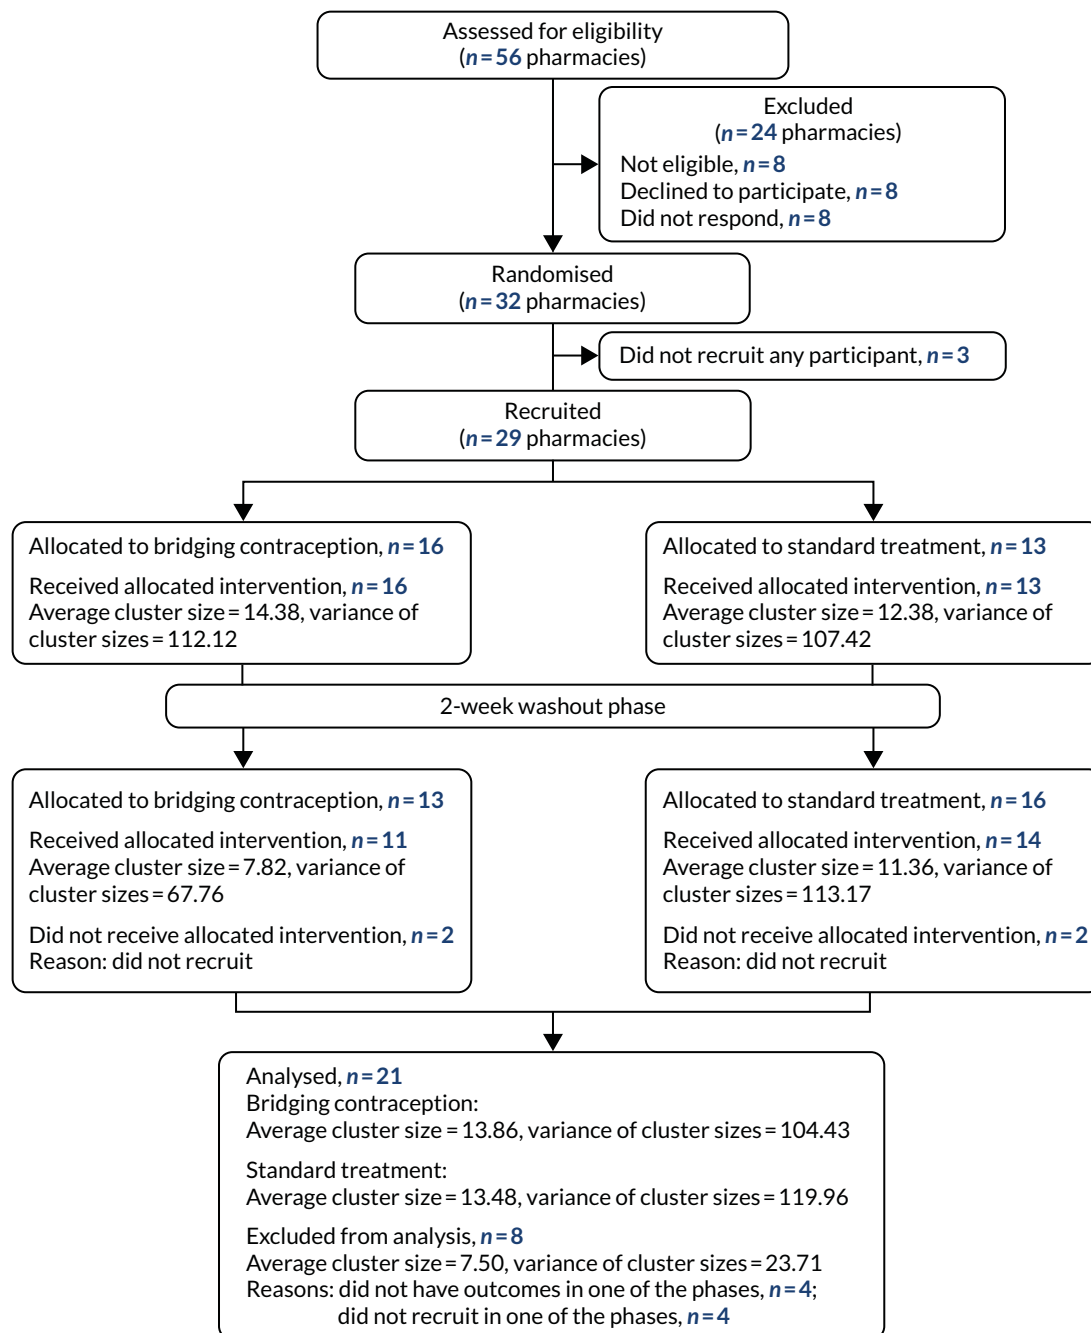 Assessed for eligibility
(n=56 pharmacies)
Excluded
(n=24 pharmacies)
Not eligible, n=8
Declined to participate, n=8
Did not respond, n=8
Randomised
(n=32 pharmacies)
Did not recruit any participant, n=3
Recruited
(n=29 pharmacies)
Allocated to bridging contraception, n=16
Received allocated intervention, n=16
Average cluster size=14.38, variance of
cluster sizes=112.12
Allocated to standard treatment, n=13
Received allocated intervention, n=13
Average cluster size=12.38, variance of
cluster sizes=107.42
2-week washout phase
Allocated to bridging contraception, n=13
Received allocated intervention, n=11
Average cluster size=7.82, variance of
cluster sizes=67.76
Did not receive allocated intervention, n=2
Reason: did not recruit
Allocated to standard treatment, n=16
Received allocated intervention, n=14
Average cluster size=11.36, variance of
cluster sizes=113.17
Did not receive allocated intervention, n=2
Reason: did not recruit
Analysed, n=21
Bridging contraception:
Average cluster size=13.86, variance of cluster sizes=104.43
Standard treatment:
Average cluster size=13.48, variance of cluster sizes=119.96
Excluded from analysis, n=8
Average cluster size=7.50, variance of cluster sizes=23.71
Reasons: did not have outcomes in one of the phases, n=4;
did not recruit in one of the phases, n=4